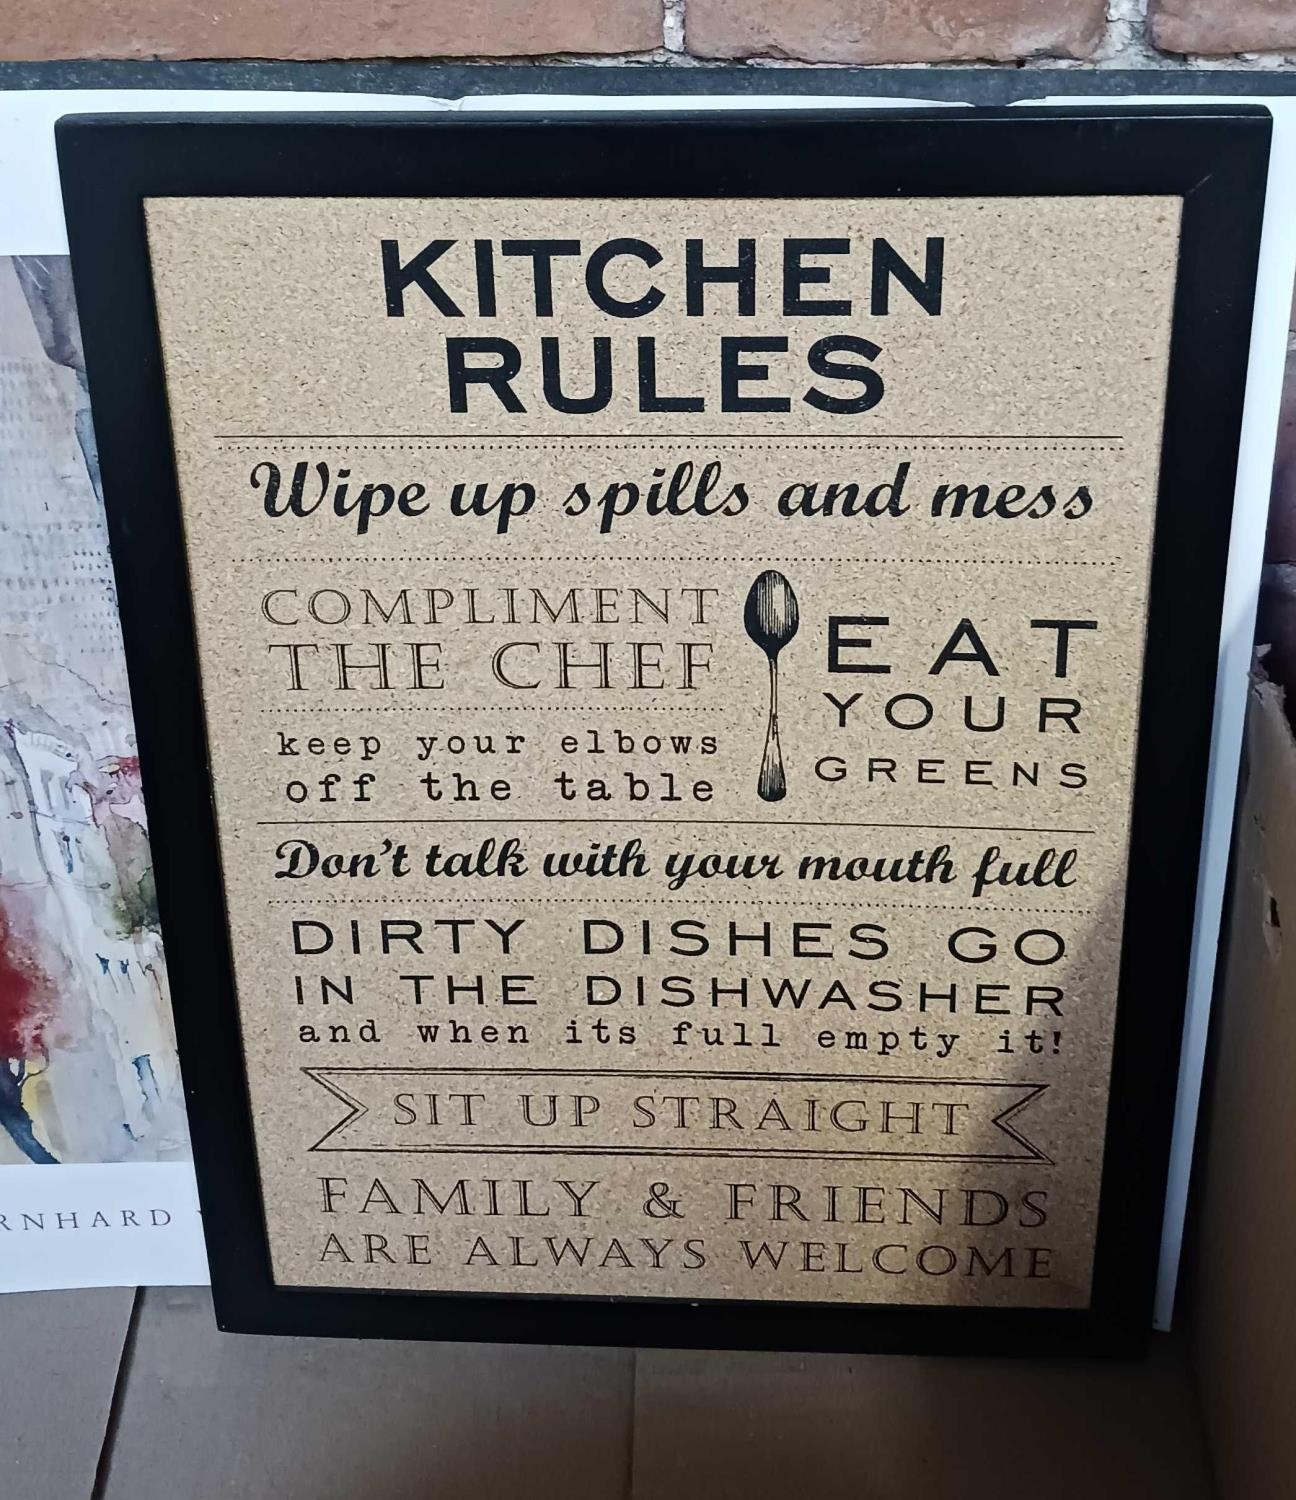 KITCHEN
RULES
Wipe up spills and mess
COMPLIMENT
THE CHEF
keep your elbows
off the table
EAT
YOUR
GREENS
Don't talk with your mouth full
DIRTY DISHES GO
IN THE DISHWASHER
and when its full empty it!
SIT UP STRAIGHT
FAMILY & FRIENDS
ARE ALWAYS WELCOME
RNHARD